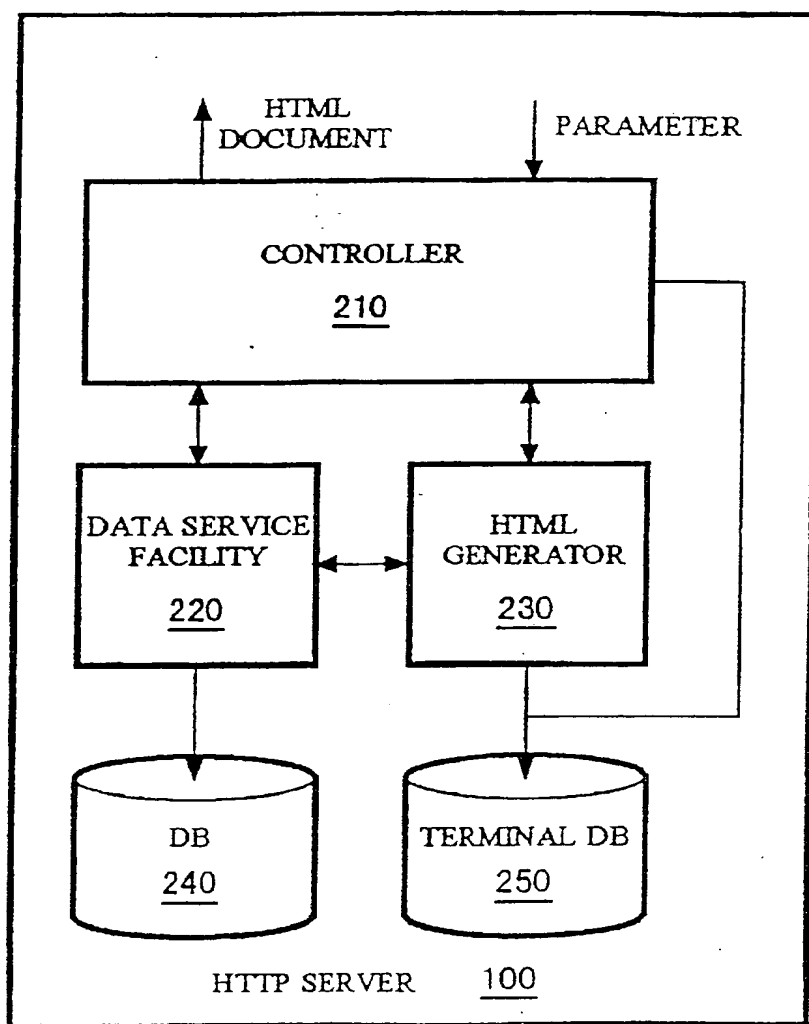 HTML
DOCUMENT
PARAMETER
CONTROLLER
210
DATA SERVICE
FACILITY
220
HTML
GENERATOR
230
DB
240
TERMINAL DB
250
HTTP SERVER 100